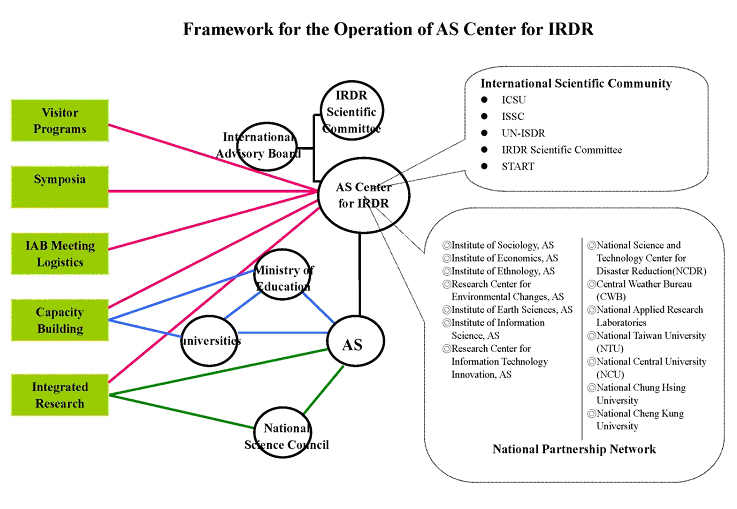 Framework for the Operation of AS Center for IRDR
Visitor
Programs
Symposia
IAB Meeting
Logistics
Capacity
Building
Integrated
Research
IRDR
Scientific
Committee
International
Advisory Board
AS Center
for IRDR
Ministry of
Education
universities
AS
National
Science Council
International Scientific Community
● ICSU
● ISSC
● UN-ISDR
● IRDR Scientific Committee
● START
◎Institute of Sociology, AS
◎Institute of Economics, AS
◎Institute of Ethnology, AS
◎Research Center for
Environmental Changes, AS
◎Institute of Earth Sciences, AS
◎Institute of Information
Science, AS
◎Research Center for
Information Technology
Innovation, AS
◎National Science and
Technology Center for
Disaster Reduction(NCDR)
◎Central Weather Bureau
(CWB)
◎National Applied Research
Laboratories
◎National Taiwan University
(NTU)
◎National Central University
(NCU)
◎National Chung Hsing
University
◎National Cheng Kung
University
National Partnership Network